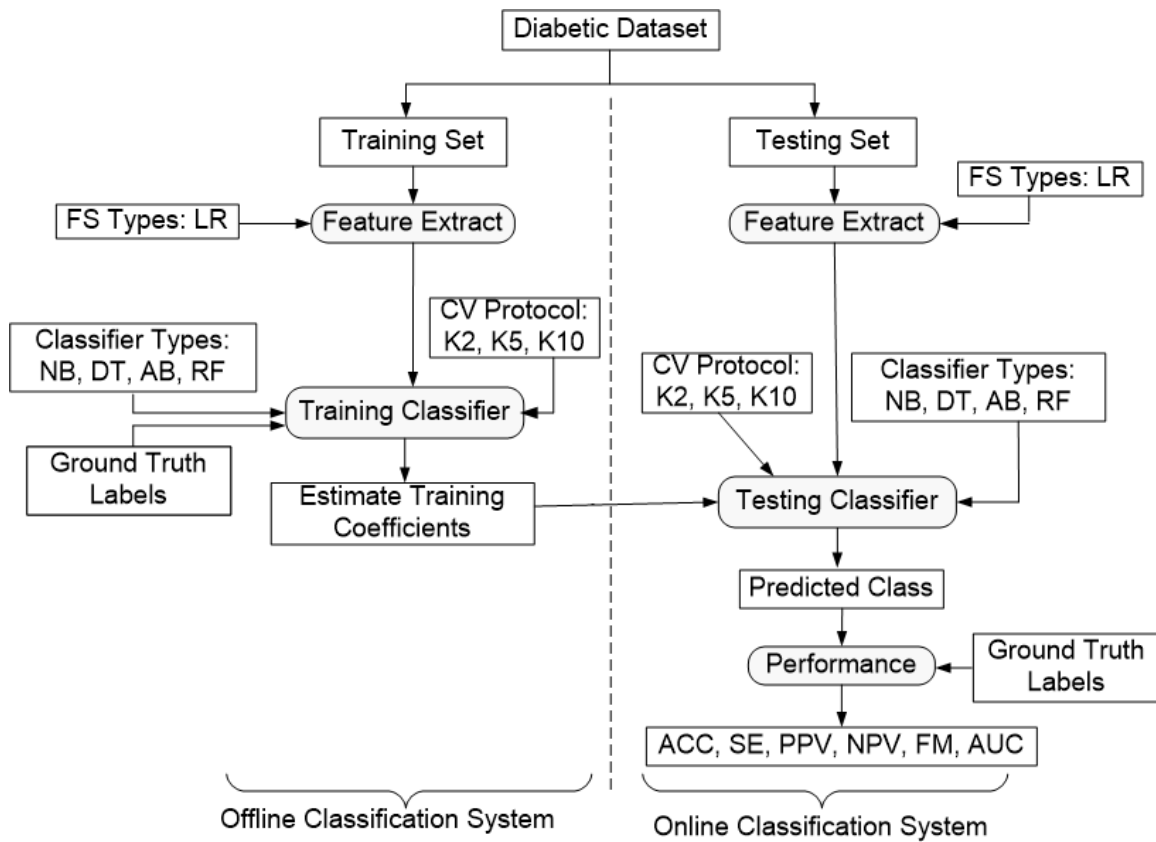 Diabetic Dataset
Training Set
Testing Set
FS Types: LR
Feature Extract
Feature Extract
FS Types: LR
Classifier Types:
NB, DT, AB, RF
CV Protocol:
K2, K5, K10
Training Classifier
Ground Truth
Labels
Estimate Training
Coefficients
CV Protocol:
K2, K5, K10
Classifier Types:
NB, DT, AB, RF
Testing Classifier
Predicted Class
Performance
Ground Truth
Labels
ACC, SE, PPV, NPV, FM, AUC
Offline Classification System
Online Classification System